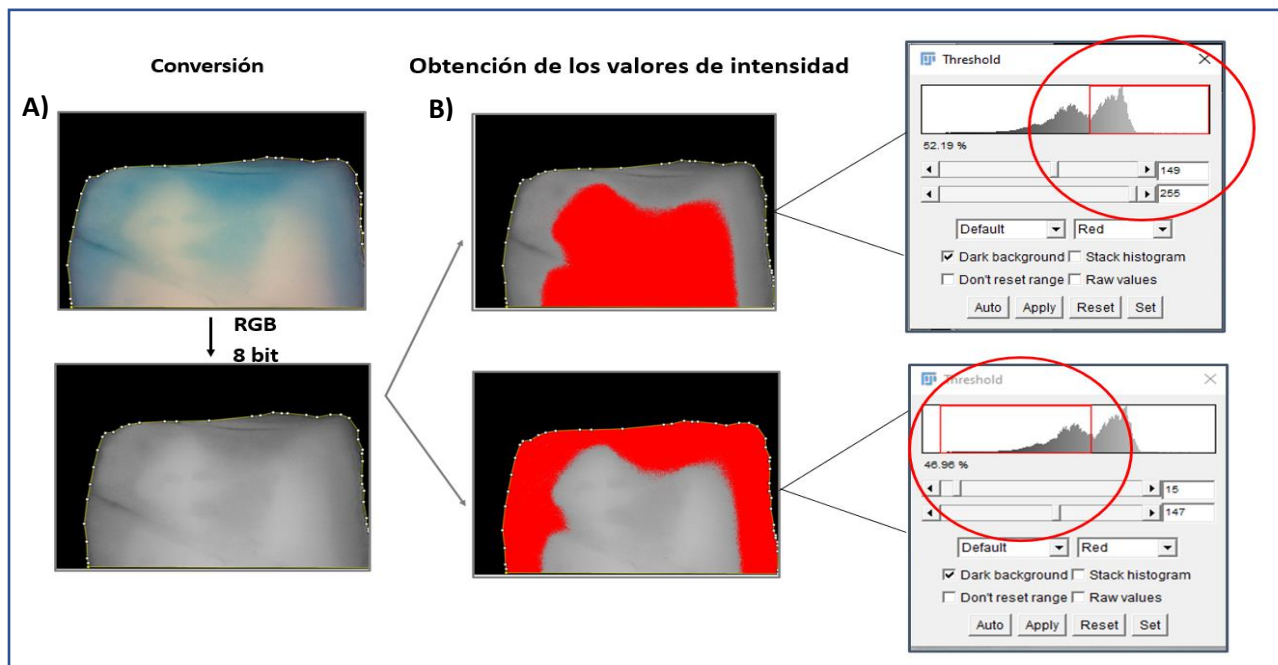 Conversión
Obtención de los valores de intensidad
A)
B)
RGB
8 bit
Threshold
52.19 %
149
255
Default Red
Dark background Stack histogram
Don't reset range Raw values
Auto Apply Reset Set
Threshold
46.96 %
15
147
Default Red
Dark background Stack histogram
Don't reset range Raw values
Auto Apply Reset Set